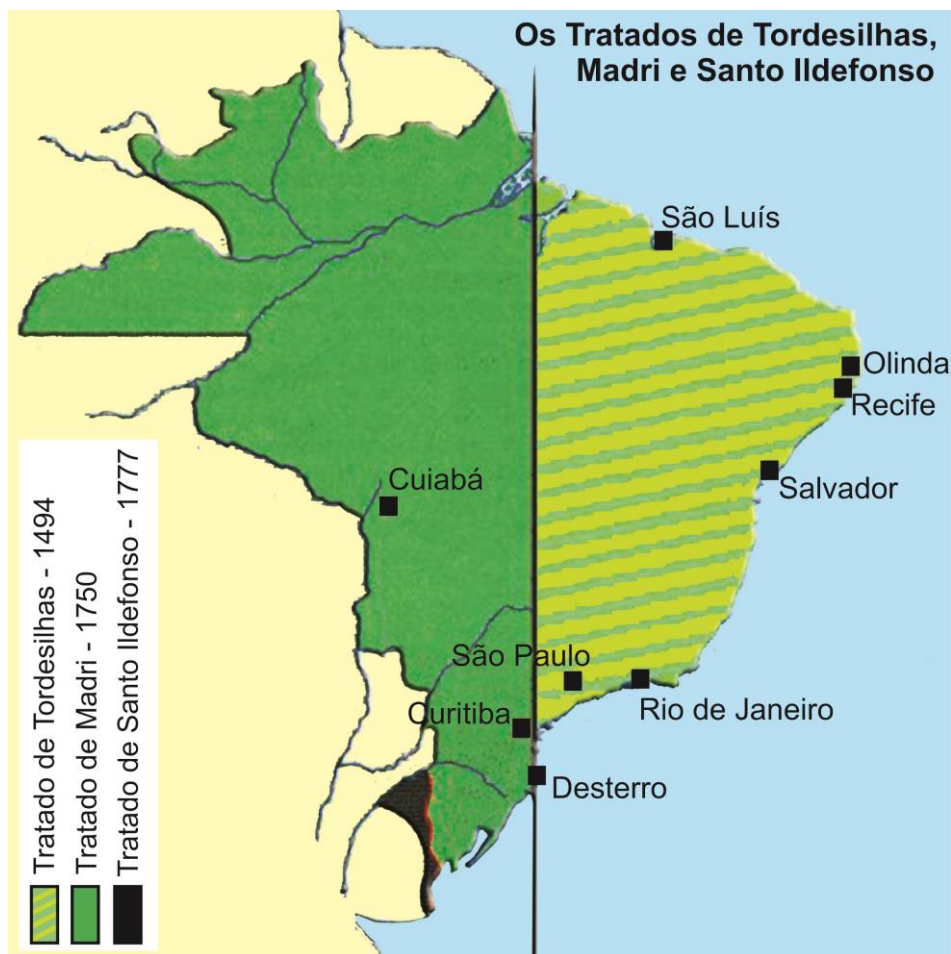 Os Tratados de Tordesilhas,
Madri e Santo Ildefonso
São Luís
Olinda
Recife
Salvador
Cuiabá
São Paulo
Rio de Janeiro
Curitiba
Desterro
Tratado de Tordesilhas - 1494
Tratado de Madri - 1750
Tratado de Santo Ildefonso - 1777